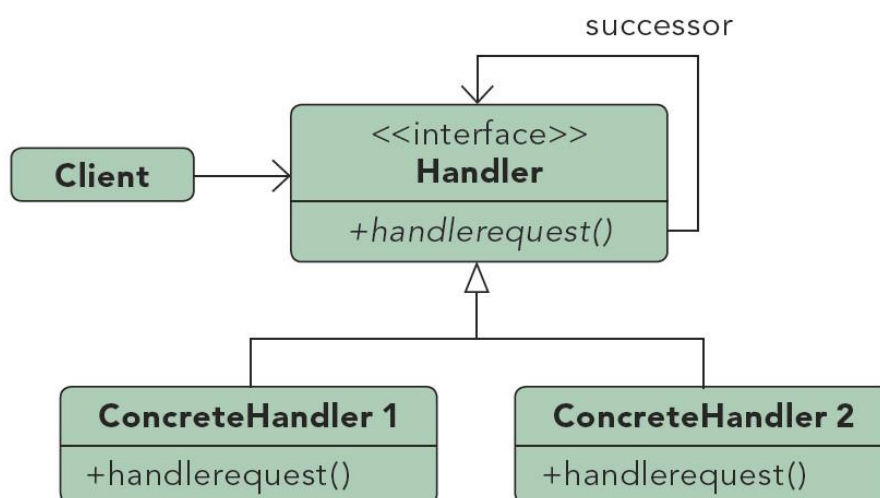 successor
<<interface>>
Handler
Client
+handlerequest()
ConcreteHandler 1
+handlerequest()
ConcreteHandler 2
+handlerequest()